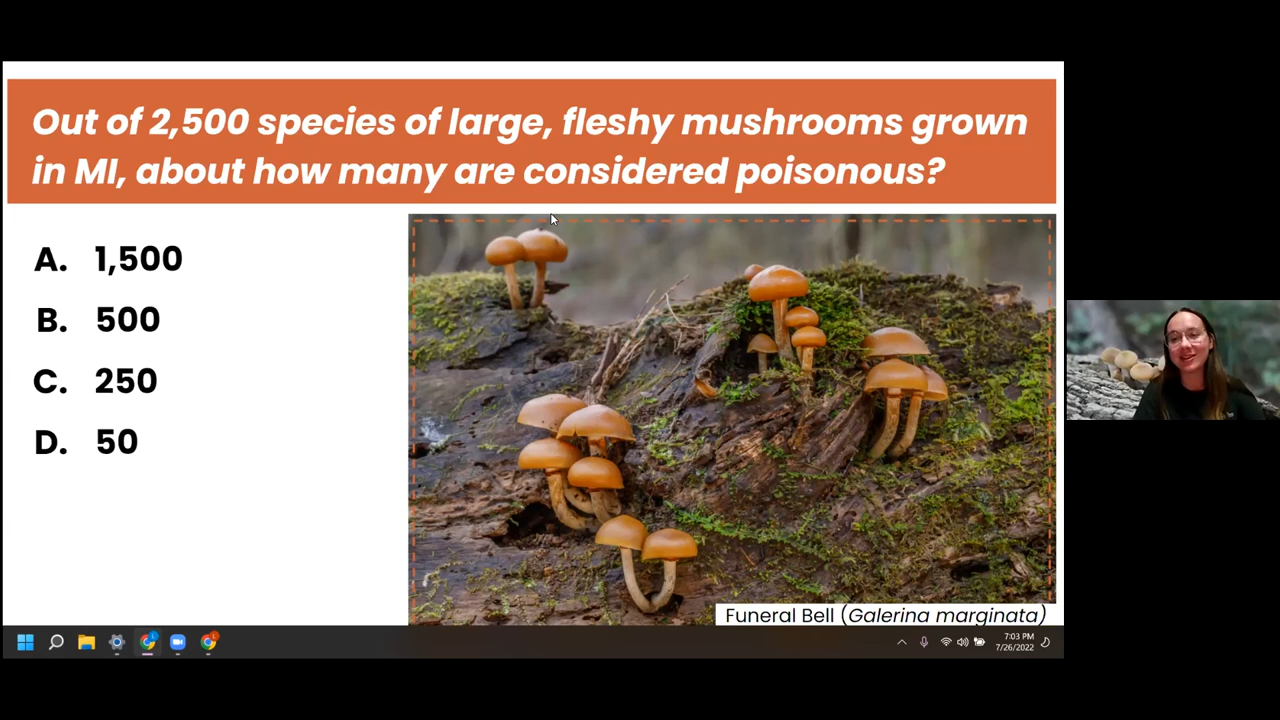 Out of 2,500 species of large, fleshy mushrooms grown
in MI, about how many are considered poisonous?
A. 1,500
B. 500
C. 250
D. 50
Funeral Bell (Galerina marginata)
7:03 PM
7/26/2022